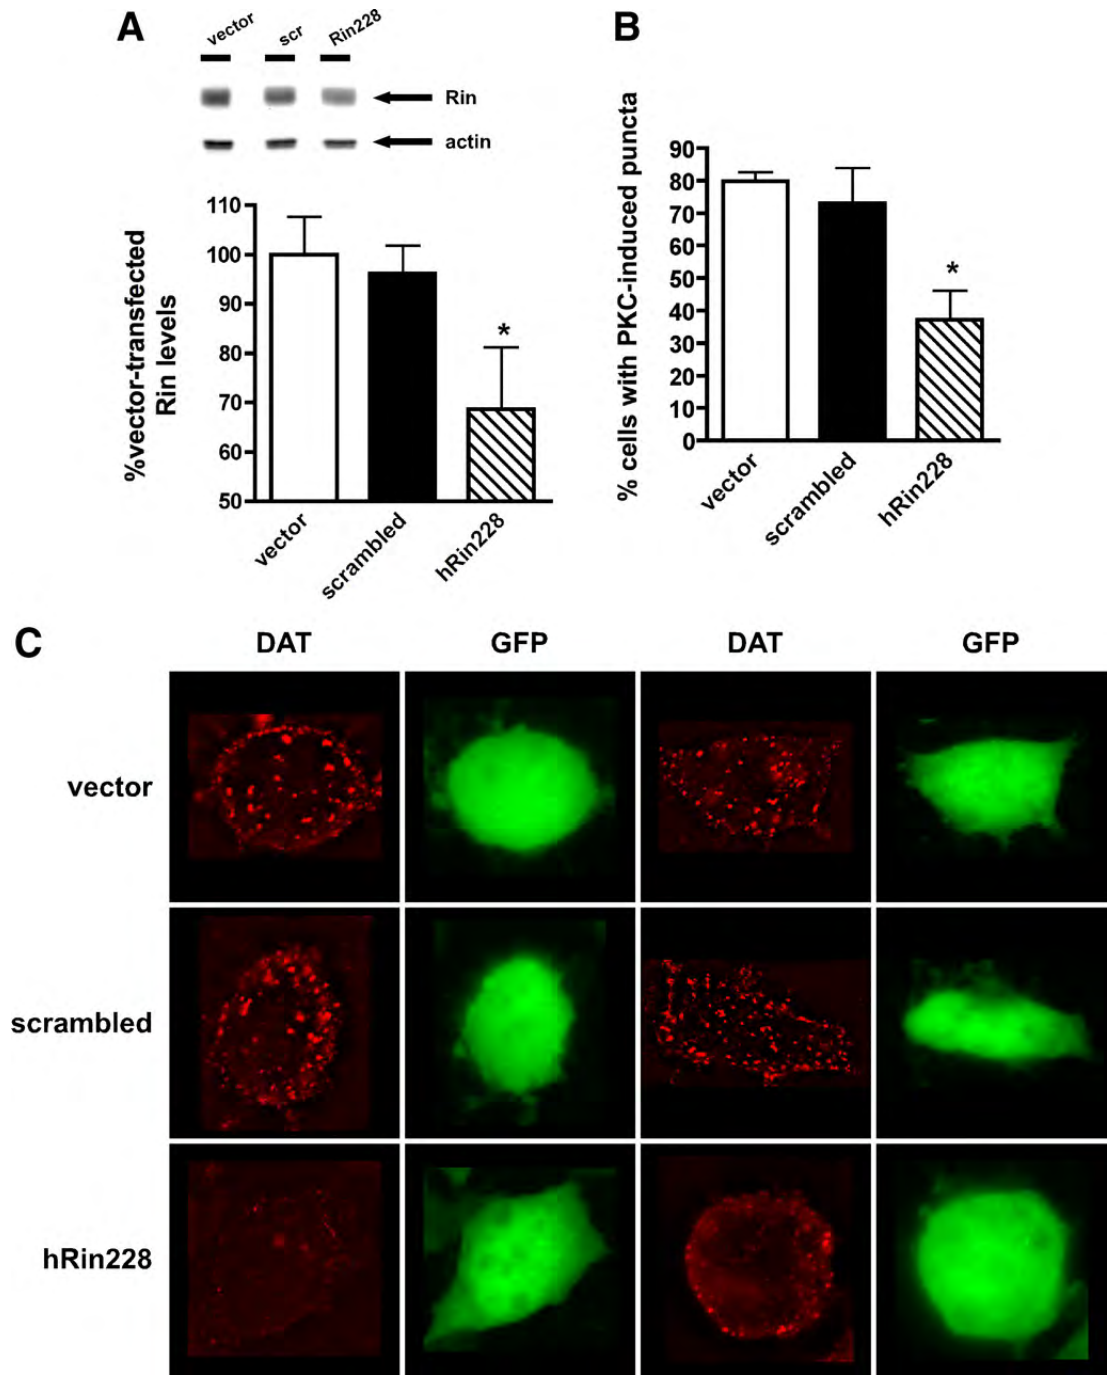 A
vector scr Rin228
Rin
actin
%vector-transfected
Rin levels
110
100
90
80
70
60
50
*
vector
scrambled
hRin228
B
% cells with PKC-induced puncta
90
80
70
60
50
40
30
20
10
0
*
vector
scrambled
hRin228
C
DAT GFP DAT GFP
vector
scrambled
hRin228